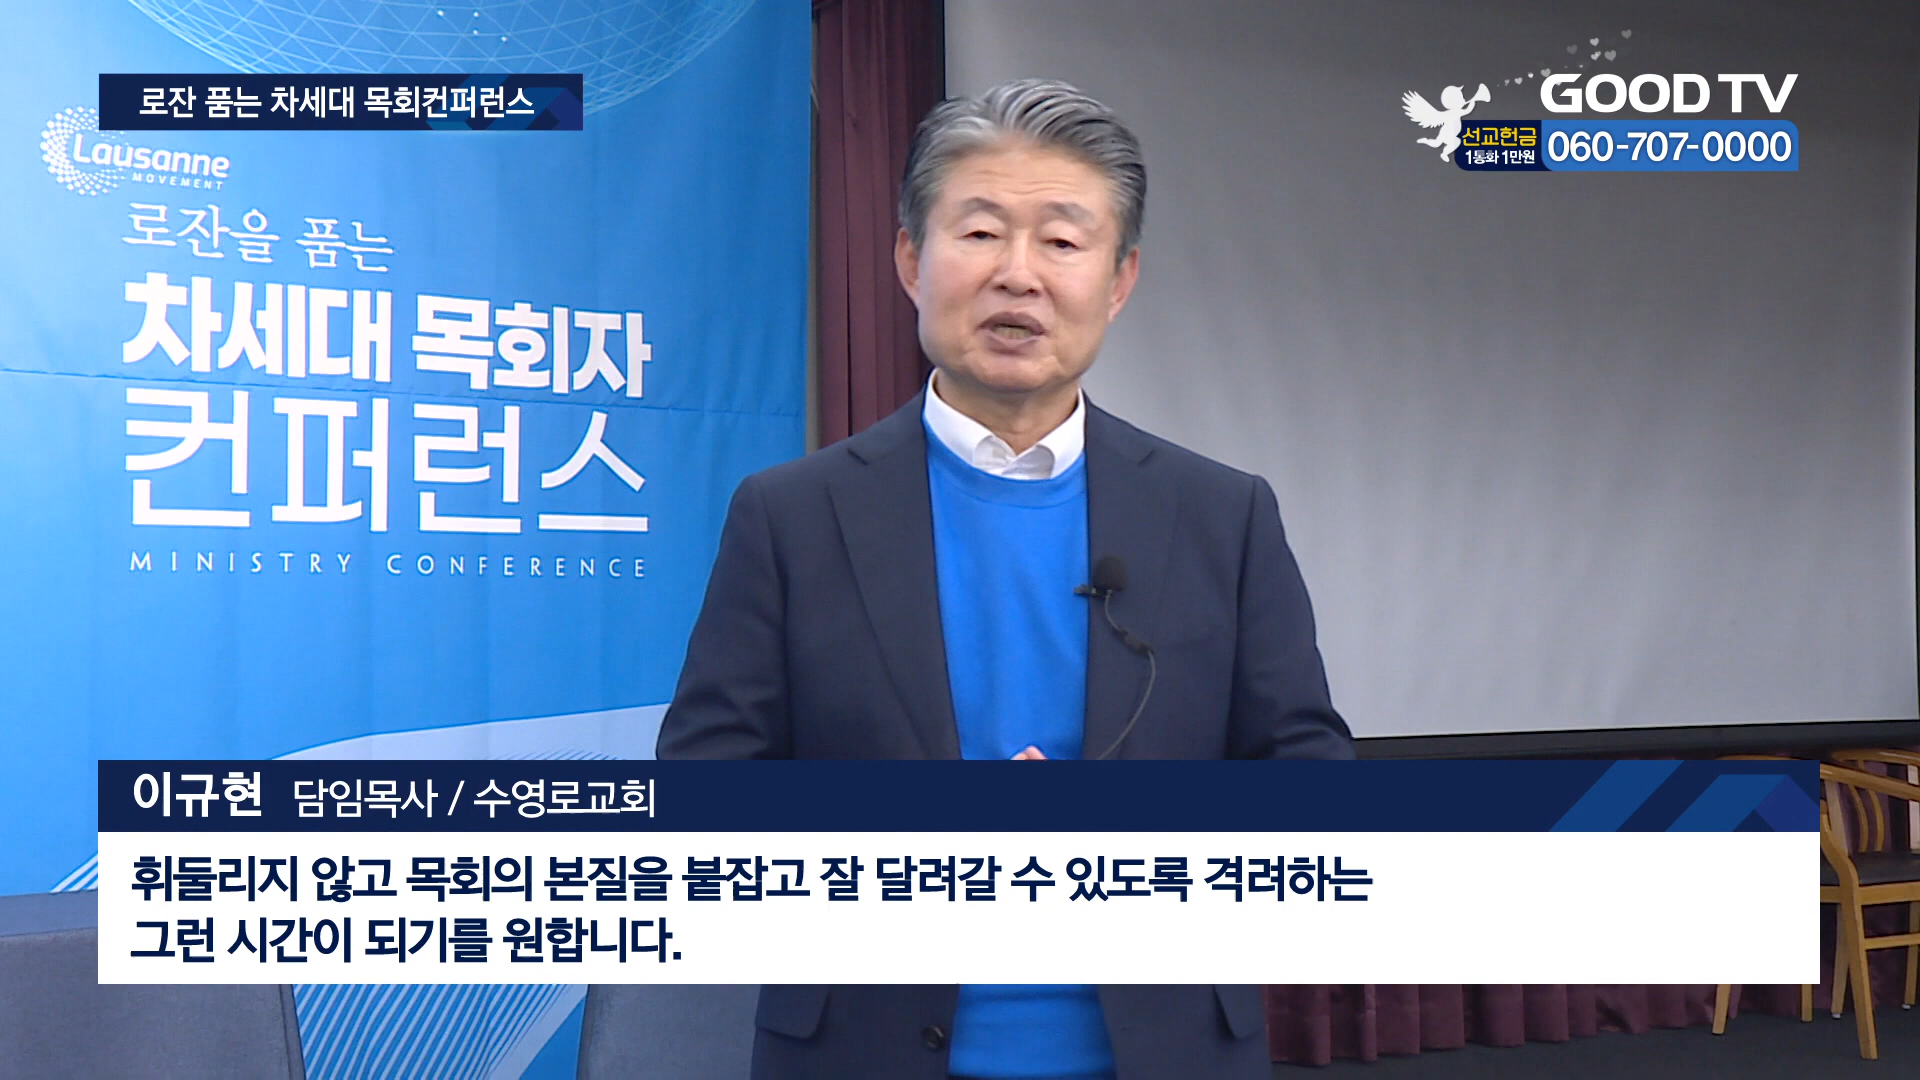 로잔 품는 차세대 목회컨퍼런스
GOOD TV
선교헌금
1통화 1만원
060-707-0000
Lausanne
MOVEMENT
로잔을 품는
차세대 목회자
컨퍼런스
MINISTRY CONFERENCE
이규현 담임목사 / 수영로교회
휘둘리지 않고 목회의 본질을 붙잡고 잘 달려갈 수 있도록 격려하는
그런 시간이 되기를 원합니다.